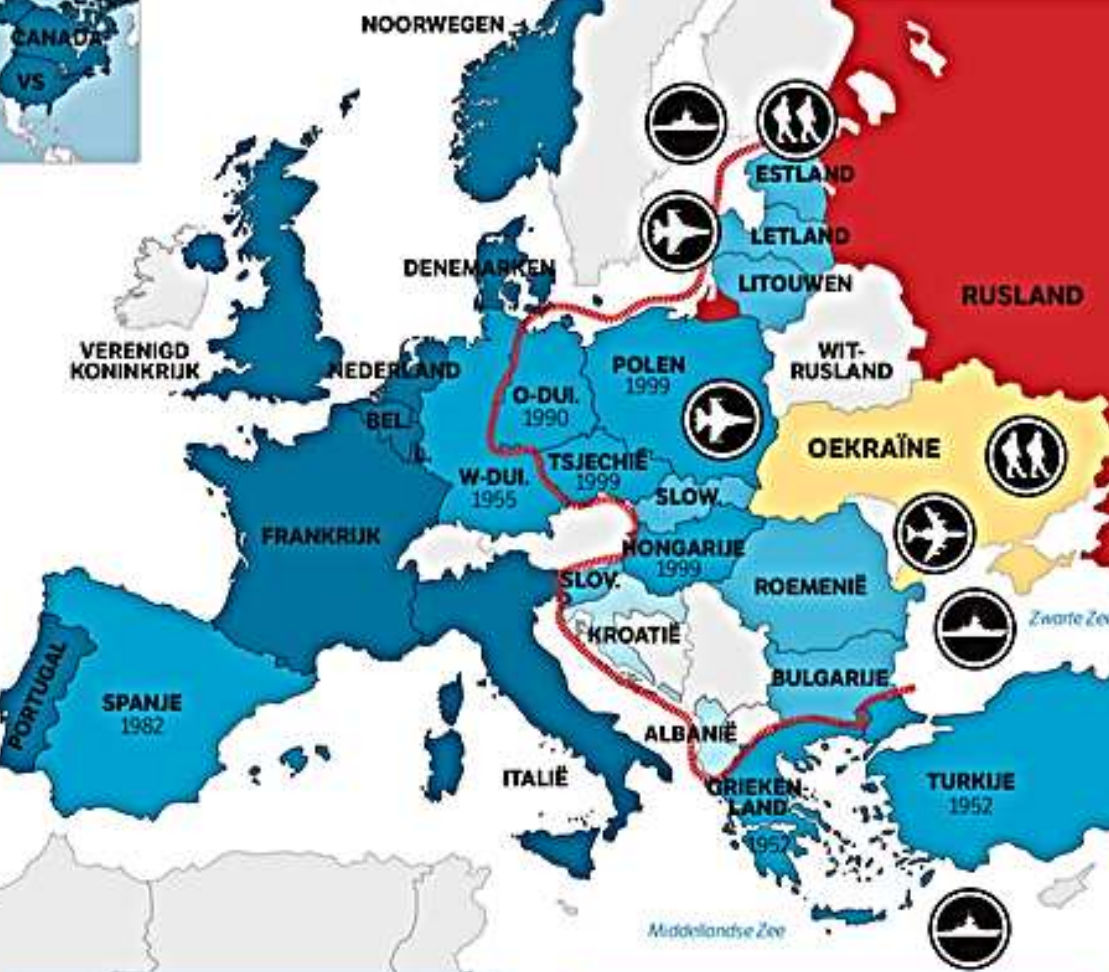 CANADA
VS
NOORWEGEN
ESTLAND
LETLAND
DENEMARKEN
LITOUWEN
RUSLAND
VERENIGD
KONINKRIJK
NEDERLAND
POLEN
1999
WIT-
RUSLAND
O-DUI.
1990
BEL.
L.
OEKRAÏNE
TSJECHIË
1999
W-DUI.
1955
SLOW.
FRANKRIJK
HONGARIJE
1999
SLOV.
ROEMENIË
KROATIË
Zwarte Zee
PORTUGAL
SPANJE
1982
BULGARIJE
ALBANIË
ITALIË
GRIEKEN-
LAND
1952
TURKIJE
1952
Middellandse Zee